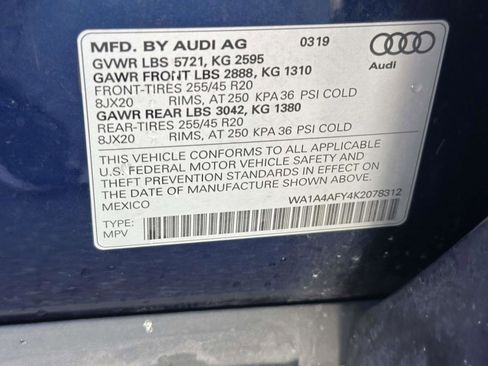 MFD. BY AUDI AG 0319
GVWR LBS 5721, KG 2595
GAWR FRONT LBS 2888, KG 1310
FRONT-TIRES 255/45 R20
8JX20 RIMS, AT 250 KPA 36 PSI COLD
GAWR REAR LBS 3042, KG 1380
REAR-TIRES 255/45 R20
8JX20 RIMS, AT 250 KPA 36 PSI COLD
Audi
THIS VEHICLE CONFORMS TO ALL APPLICABLE
U.S. FEDERAL MOTOR VEHICLE SAFETY AND
THEFT PREVENTION STANDARDS IN EFFECT ON
THE DATE OF MANUFACTURE SHOWN ABOVE.
MEXICO
WA1A4AFY4K2078312
TYPE:
MPV